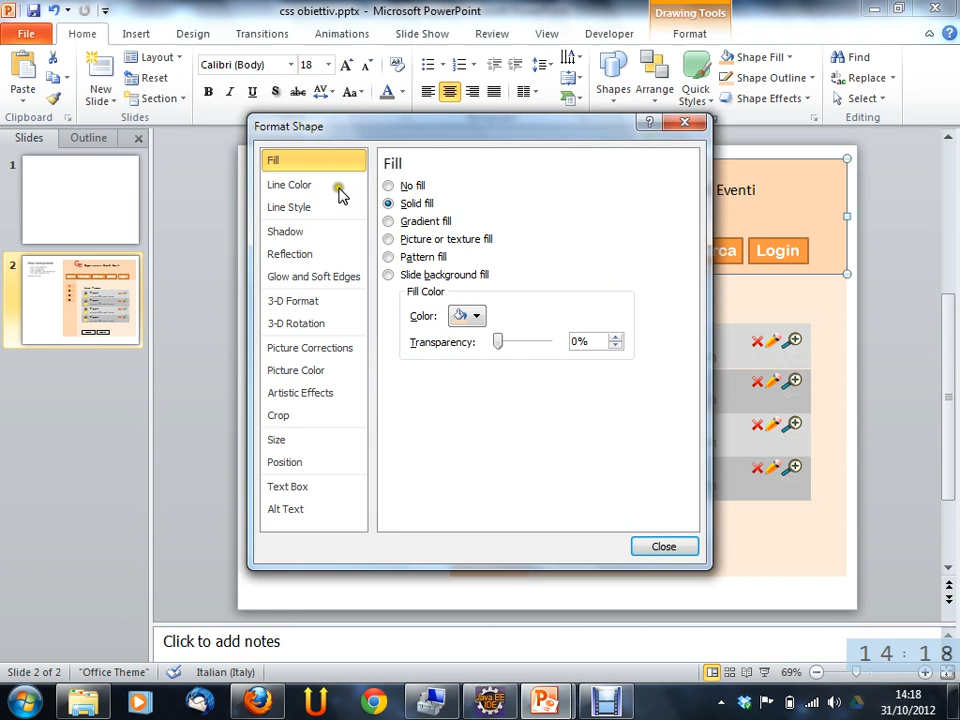 css obiettiv.pptx - Microsoft PowerPoint
Drawing Tools
File
Home
Insert
Design
Transitions
Animations
Slide Show
Review
View
Developer
Format
Paste
Clipboard
New
Slide
Layout
Reset
Section
Slides
Calibri (Body)
18
B
I
U
S
abc
AV
Aa
A
Shapes
Arrange
Quick
Styles
Shape Fill
Shape Outline
Shape Effects
Find
Replace
Select
Editing
Slides
Outline
1
2
Format Shape
Fill
Line Color
Line Style
Shadow
Reflection
Glow and Soft Edges
3-D Format
3-D Rotation
Picture Corrections
Picture Color
Artistic Effects
Crop
Size
Position
Text Box
Alt Text
Fill
No fill
Solid fill
Gradient fill
Picture or texture fill
Pattern fill
Slide background fill
Fill Color
Color:
Transparency:
0%
Close
Eventi
rca
Login
Click to add notes
14:18
Slide 2 of 2
"Office Theme"
Italian (Italy)
69%
14:18
31/10/2012